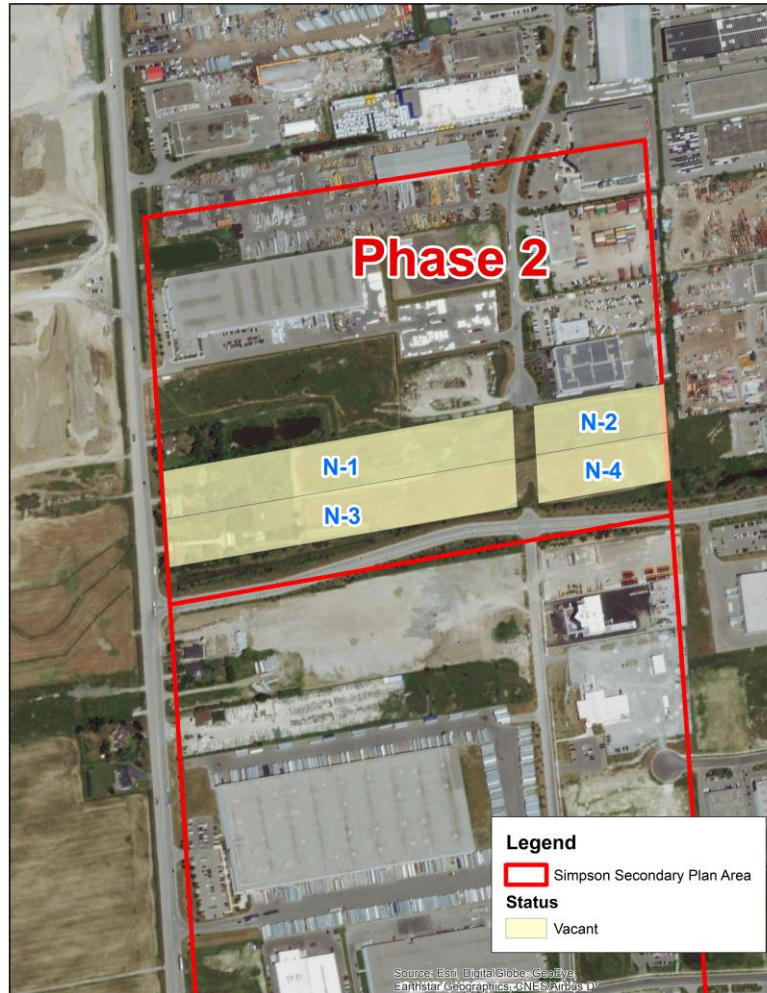 Phase 2
N-1
N-2
N-3
N-4
Legend
Simpson Secondary Plan Area
Status
Vacant
Source: Esri, DigitalGlobe, GeoEye,
Earthstar Geographics, CNES/Airbus D